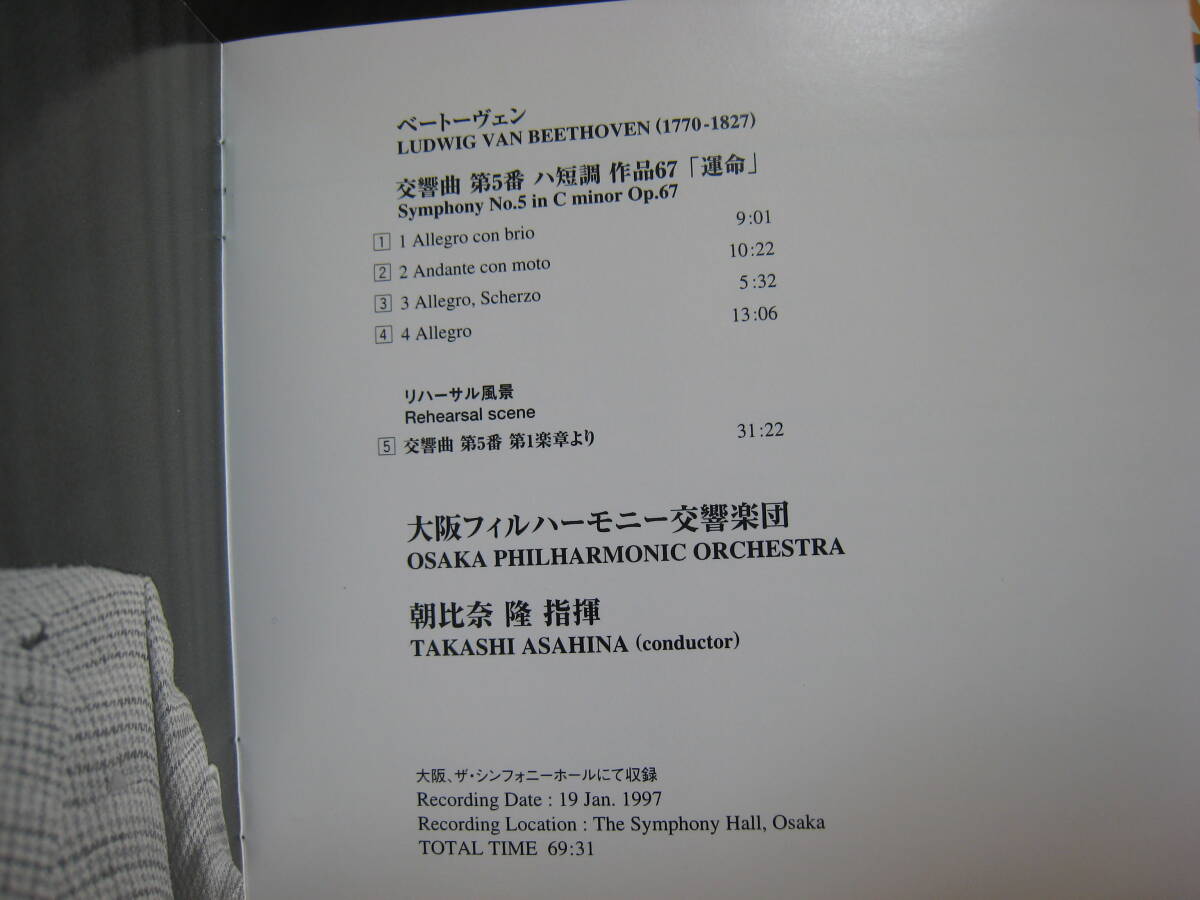 ベートーヴェン
LUDWIG VAN BEETHOVEN (1770-1827)
交響曲 第5番 ハ短調 作品67「運命」
Symphony No.5 in C minor Op.67
1 1 Allegro con brio 9:01
2 2 Andante con moto 10:22
3 3 Allegro, Scherzo 5:32
4 4 Allegro 13:06
リハーサル風景
Rehearsal scene
5 交響曲 第5番 第1楽章より 31:22
大阪フィルハーモニー交響楽団
OSAKA PHILHARMONIC ORCHESTRA
朝比奈 隆 指揮
TAKASHI ASAHINA (conductor)
大阪、ザ・シンフォニーホールにて収録
Recording Date : 19 Jan. 1997
Recording Location : The Symphony Hall, Osaka
TOTAL TIME 69:31